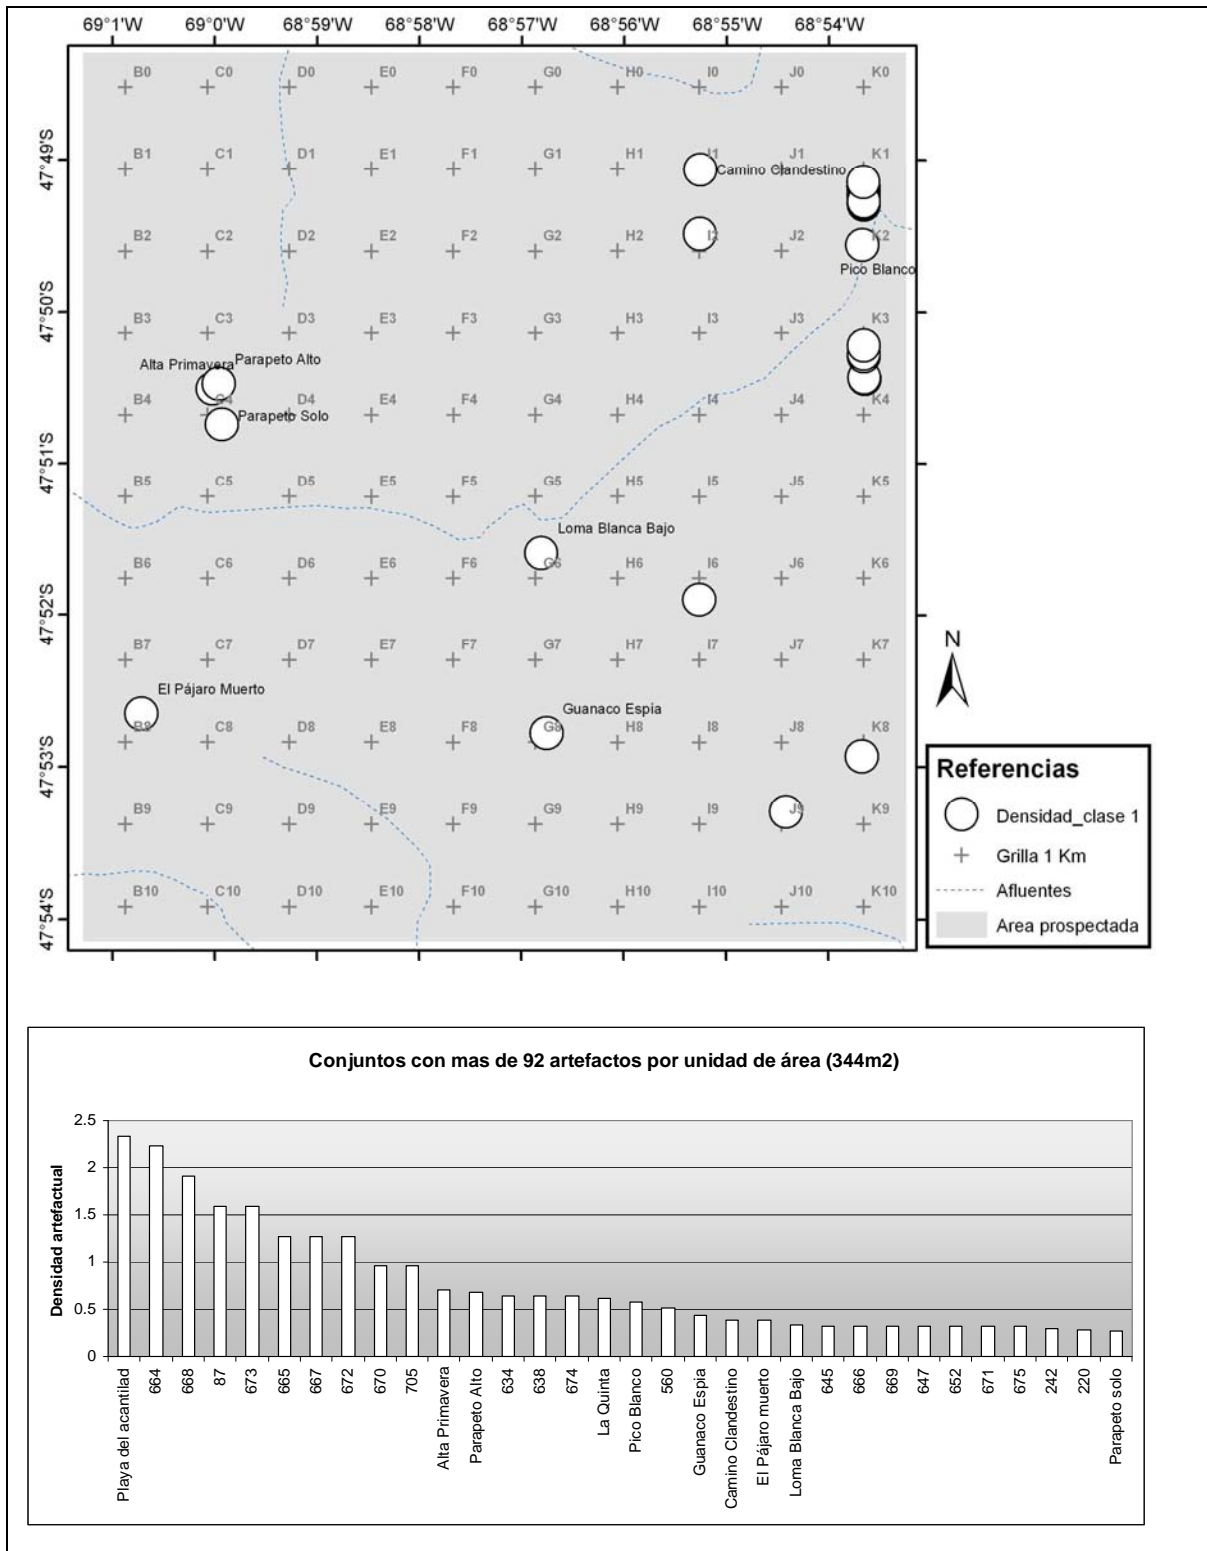 69°1'W 69°0'W 68°59'W 68°58'W 68°57'W 68°56'W 68°55'W 68°54'W
B0 C0 D0 E0 F0 G0 H0 I0 J0 K0
47°49'S
B1 C1 D1 E1 F1 G1 H1 I1 J1 K1
Camino Clandestino
B2 C2 D2 E2 F2 G2 H2 I2 J2 K2
Pico Blanco
47°50'S
B3 C3 D3 E3 F3 G3 H3 I3 J3 K3
Alta Primavera Parapeto Alto
B4 C4 D4 E4 F4 G4 H4 I4 J4 K4
Parapeto Solo
47°51'S
B5 C5 D5 E5 F5 G5 H5 I5 J5 K5
Loma Blanca Bajo
B6 C6 D6 E6 F6 G6 H6 I6 J6 K6
47°52'S
B7 C7 D7 E7 F7 G7 H7 I7 J7 K7
El Pájaro Muerto
Guanaco Espia
B8 C8 D8 E8 F8 G8 H8 I8 J8 K8
47°53'S
B9 C9 D9 E9 F9 G9 H9 I9 J9 K9
B10 C10 D10 E10 F10 G10 H10 I10 J10 K10
47°54'S
N
Referencias
Densidad_clase 1
Grilla 1 Km
Afluentes
Area prospectada
Conjuntos con mas de 92 artefactos por unidad de área (344m2)
Densidad artefactual
2.5
2
1.5
1
0.5
0
Playa del acantilad
664
668
87
673
665
667
672
670
705
Alta Primavera
Parapeto Alto
634
638
674
La Quinta
Pico Blanco
560
Guanaco Espia
Camino Clandestino
El Pájaro muerto
Loma Blanca Bajo
645
666
669
647
652
671
675
242
220
Parapeto solo